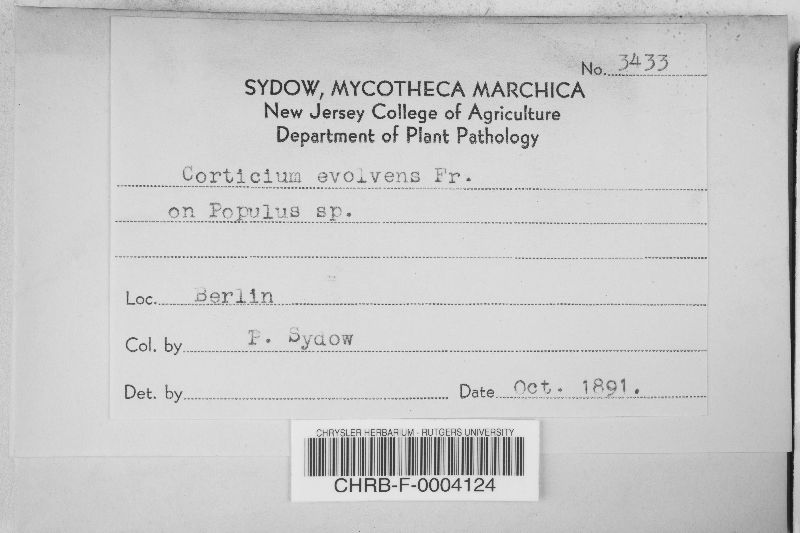 No. 3433
SYDOW, MYCOTHECA MARCHICA
New Jersey College of Agriculture
Department of Plant Pathology
Corticium evolvens Fr.
on Populus sp.
Loc. Berlin
Col. by P. Sydow
Det. by Date Oct. 1891.
CHRYSLER HERBARIUM - RUTGERS UNIVERSITY
CHRB-F-0004124